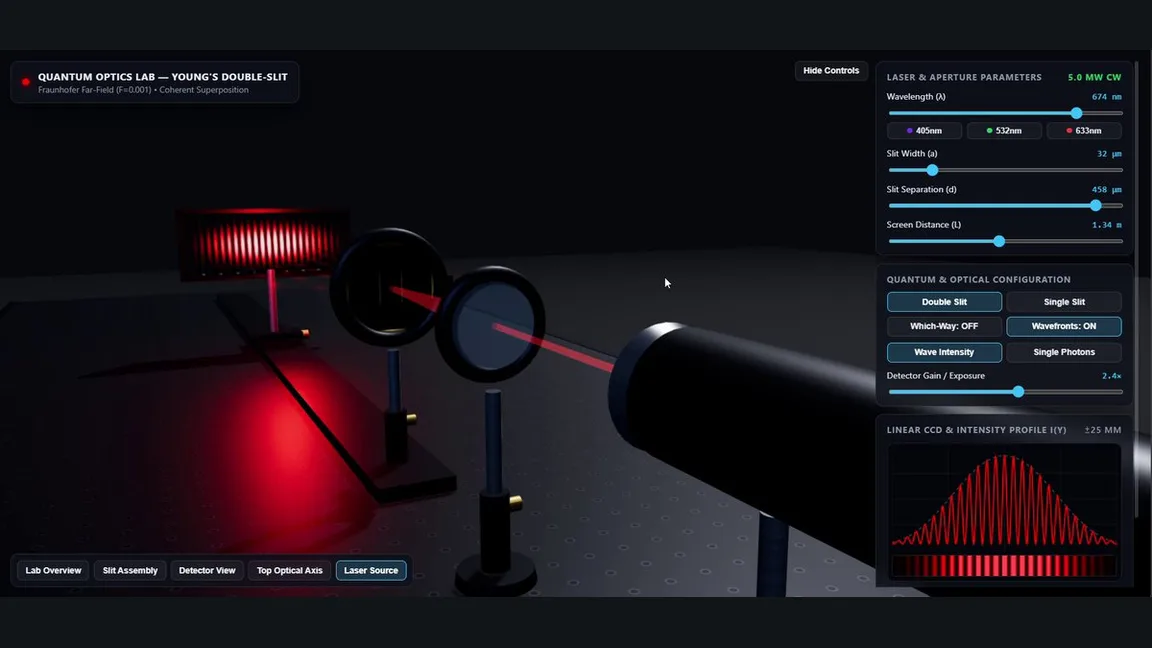 QUANTUM OPTICS LAB — YOUNG'S DOUBLE-SLIT
Fraunhofer Far-Field (F=0.001) • Coherent Superposition
Hide Controls
LASER & APERTURE PARAMETERS 5.0 MW CW
Wavelength (λ) 674 nm
405nm 532nm 633nm
Slit Width (a) 32 μm
Slit Separation (d) 458 μm
Screen Distance (L) 1.34 m
QUANTUM & OPTICAL CONFIGURATION
Double Slit Single Slit
Which-Way: OFF Wavefronts: ON
Wave Intensity Single Photons
Detector Gain / Exposure 2.4×
LINEAR CCD & INTENSITY PROFILE I(Y) ±25 MM
Lab Overview Slit Assembly Detector View Top Optical Axis Laser Source